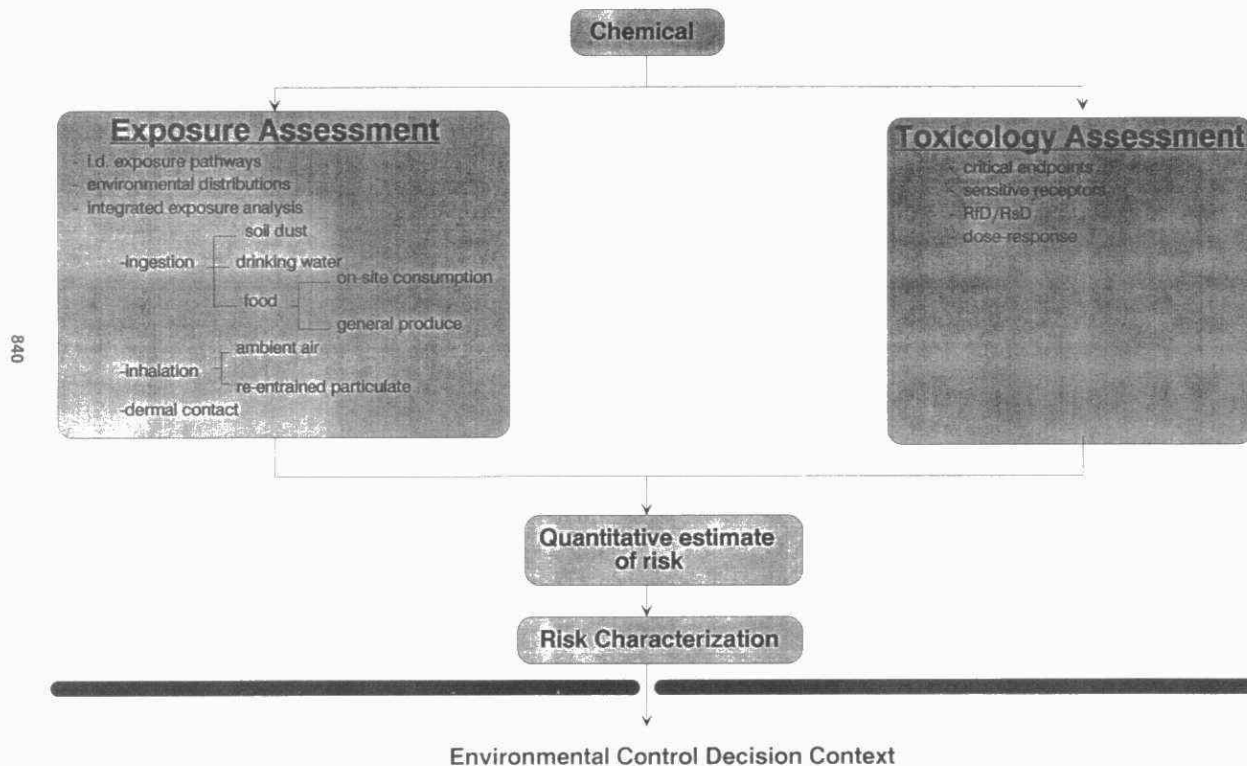 Chemical
Exposure Assessment
- i.d. exposure pathways
- environmental distributions
- integrated exposure analysis
soil dust
-ingestion
drinking water
on-site consumption
food
general produce
ambient air
-inhalation
re-entrained particulate
-dermal contact
Toxicology Assessment
- critical endpoints
- sensitive receptors
- RfD/RsD
- dose-response
840
Quantitative estimate
of risk
Risk Characterization
Environmental Control Decision Context